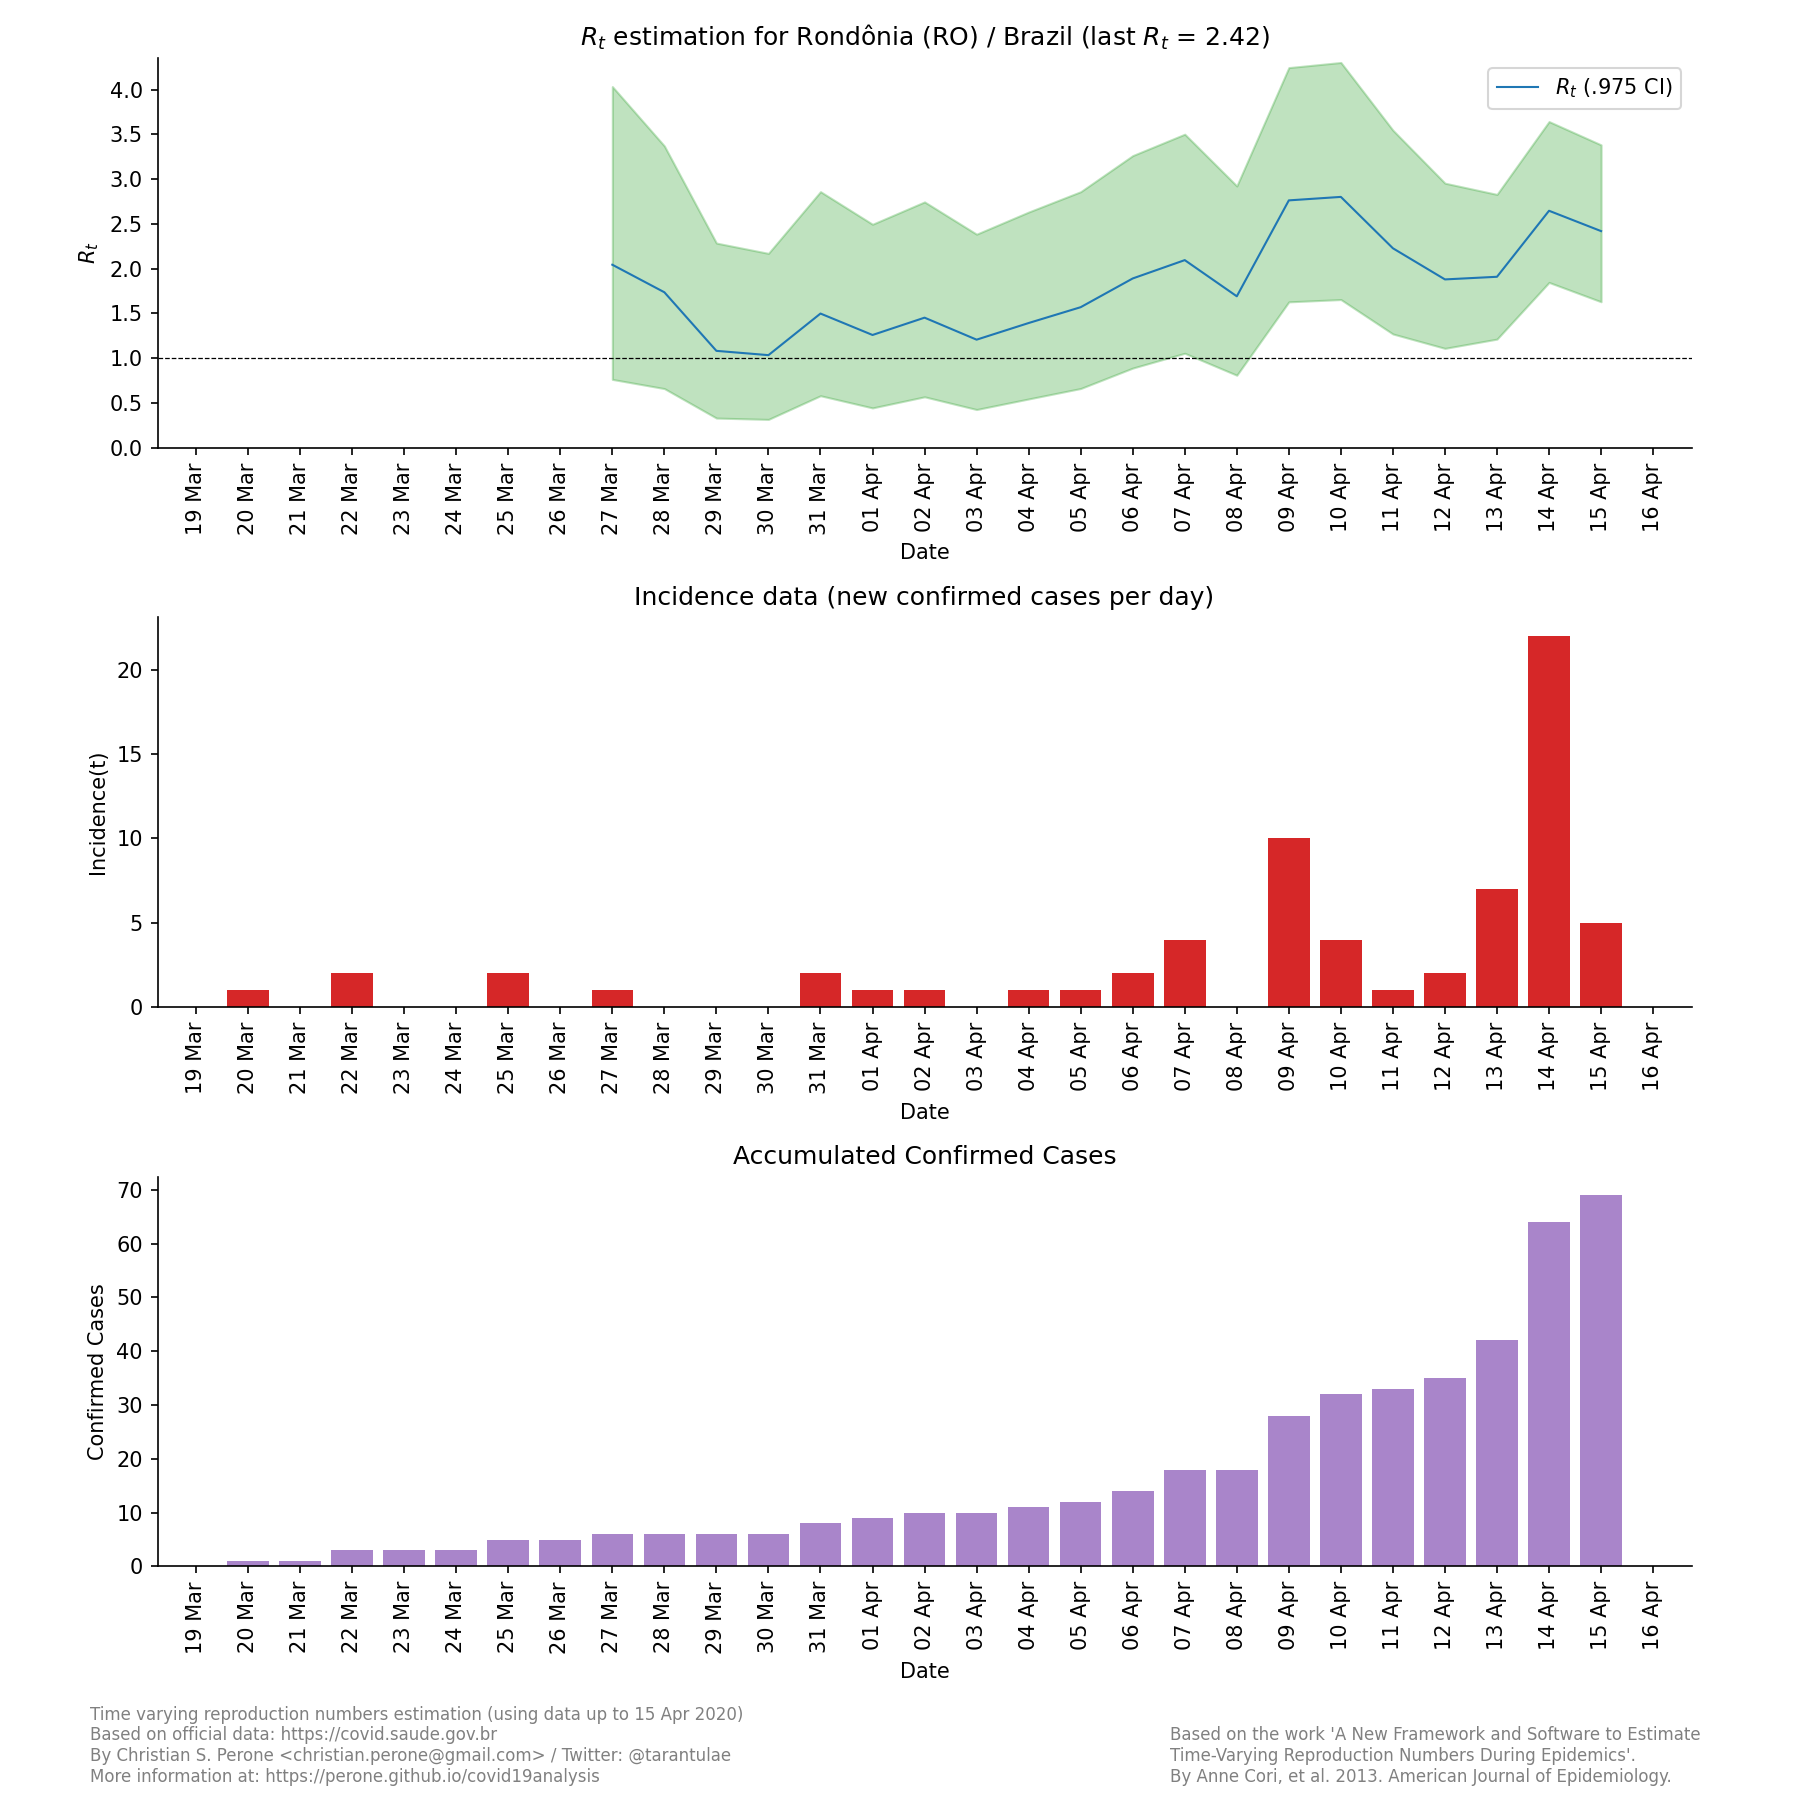 Rt estimation for Rondônia (RO) / Brazil (last Rt = 2.42)
Rt (.975 CI)
Rt
4.0
3.5
3.0
2.5
2.0
1.5
1.0
0.5
0.0
19 Mar 20 Mar 21 Mar 22 Mar 23 Mar 24 Mar 25 Mar 26 Mar 27 Mar 28 Mar 29 Mar 30 Mar 31 Mar 01 Apr 02 Apr 03 Apr 04 Apr 05 Apr 06 Apr 07 Apr 08 Apr 09 Apr 10 Apr 11 Apr 12 Apr 13 Apr 14 Apr 15 Apr 16 Apr
Date
Incidence data (new confirmed cases per day)
Incidence(t)
20
15
10
5
0
19 Mar 20 Mar 21 Mar 22 Mar 23 Mar 24 Mar 25 Mar 26 Mar 27 Mar 28 Mar 29 Mar 30 Mar 31 Mar 01 Apr 02 Apr 03 Apr 04 Apr 05 Apr 06 Apr 07 Apr 08 Apr 09 Apr 10 Apr 11 Apr 12 Apr 13 Apr 14 Apr 15 Apr 16 Apr
Date
Accumulated Confirmed Cases
Confirmed Cases
70
60
50
40
30
20
10
0
19 Mar 20 Mar 21 Mar 22 Mar 23 Mar 24 Mar 25 Mar 26 Mar 27 Mar 28 Mar 29 Mar 30 Mar 31 Mar 01 Apr 02 Apr 03 Apr 04 Apr 05 Apr 06 Apr 07 Apr 08 Apr 09 Apr 10 Apr 11 Apr 12 Apr 13 Apr 14 Apr 15 Apr 16 Apr
Date
Time varying reproduction numbers estimation (using data up to 15 Apr 2020)
Based on official data: https://covid.saude.gov.br
By Christian S. Perone <christian.perone@gmail.com> / Twitter: @tarantulae
More information at: https://perone.github.io/covid19analysis
Based on the work 'A New Framework and Software to Estimate
Time-Varying Reproduction Numbers During Epidemics'.
By Anne Cori, et al. 2013. American Journal of Epidemiology.